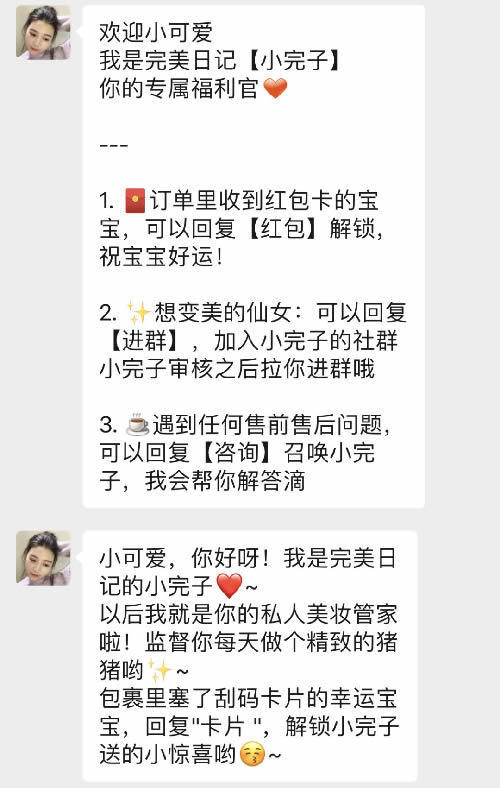 欢迎小可爱
我是完美日记【小完子】
你的专属福利官❤️
---
1. 🧧订单里收到红包卡的宝
宝，可以回复【红包】解锁，
祝宝宝好运！
2. ✨想变美的仙女：可以回复
【进群】，加入小完子的社群
小完子审核之后拉你进群哦
3. ☕遇到任何售前售后问题，
可以回复【咨询】召唤小完
子，我会帮你解答滴
小可爱，你好呀！我是完美日
记的小完子❤️~
以后我就是你的私人美妆管家
啦！监督你每天做个精致的猪
猪哟✨~
包裹里塞了刮码卡片的幸运宝
宝，回复"卡片 "，解锁小完子
送的小惊喜哟😚~